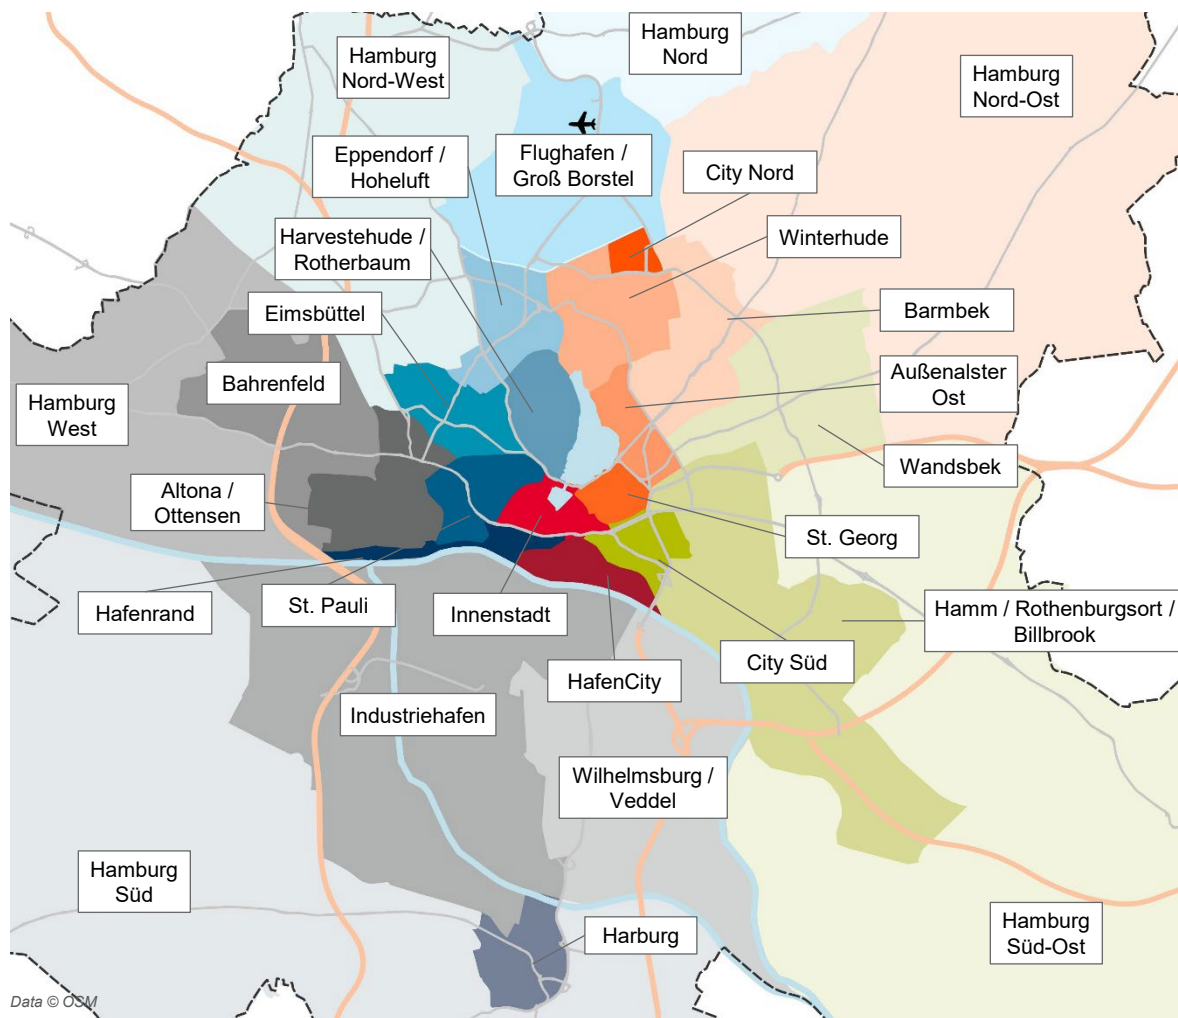 Hamburg
Nord
Hamburg
Nord-West
Hamburg
Nord-Ost
Eppendorf /
Hoheluft
Flughafen /
Groß Borstel
City Nord
Harvestehude /
Rotherbaum
Winterhude
Eimsbüttel
Barmbek
Bahrenfeld
Außenalster
Ost
Hamburg
West
Wandsbek
Altona /
Ottensen
St. Georg
Hafenrand
St. Pauli
Innenstadt
Hamm / Rothenburgsort /
Billbrook
City Süd
HafenCity
Industriehafen
Wilhelmsburg /
Veddel
Hamburg
Süd
Harburg
Hamburg
Süd-Ost
Data © OSM